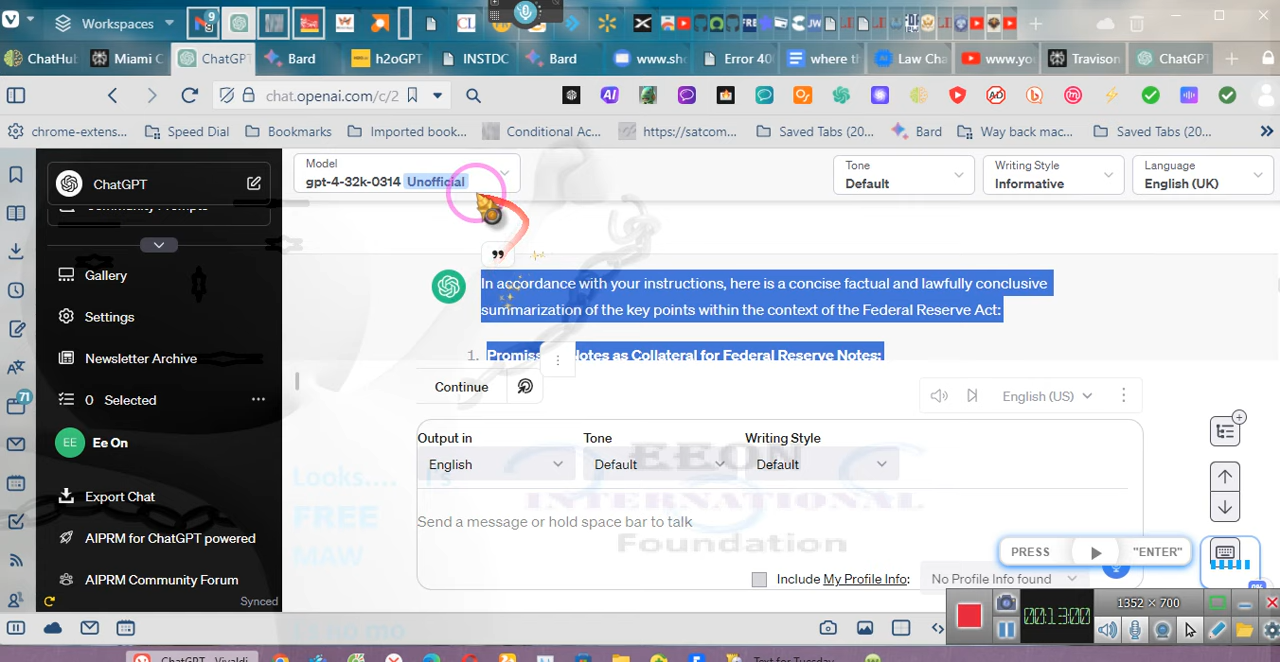 Workspaces
ChatHu
Miami C
ChatGPT
Bard
h2oGPT
INSTDC
Bard
www.sh
Error 40
where t
Law Cha
www.yo
Travison
ChatGPT
chat.openai.com/c/2
chrome-extens...
Speed Dial
Bookmarks
Imported book...
Conditional Ac...
https://satcom...
Saved Tabs (20...
Bard
Way back mac...
Saved Tabs (20...
ChatGPT
Gallery
Settings
Newsletter Archive
0 Selected
71
EE
Ee On
Export Chat
AIPRM for ChatGPT powered
AIPRM Community Forum
Synced
Model
gpt-4-32k-0314 Unofficial
Tone
Default
Writing Style
Informative
Language
English (UK)
In accordance with your instructions, here is a concise factual and lawfully conclusive
summarization of the key points within the context of the Federal Reserve Act:
1. Promiss Notes as Collateral for Federal Reserve Notes:
Continue
English (US)
Output in
English
Tone
Default
Writing Style
Default
EEON
INTERNATIONAL
Foundation
Looks....
FREE
MAW
Send a message or hold space bar to talk
PRESS
"ENTER"
Include My Profile Info:
No Profile Info found
00:13:00
1352 × 700
ChatGPT - Vivaldi
Text for Tuesday